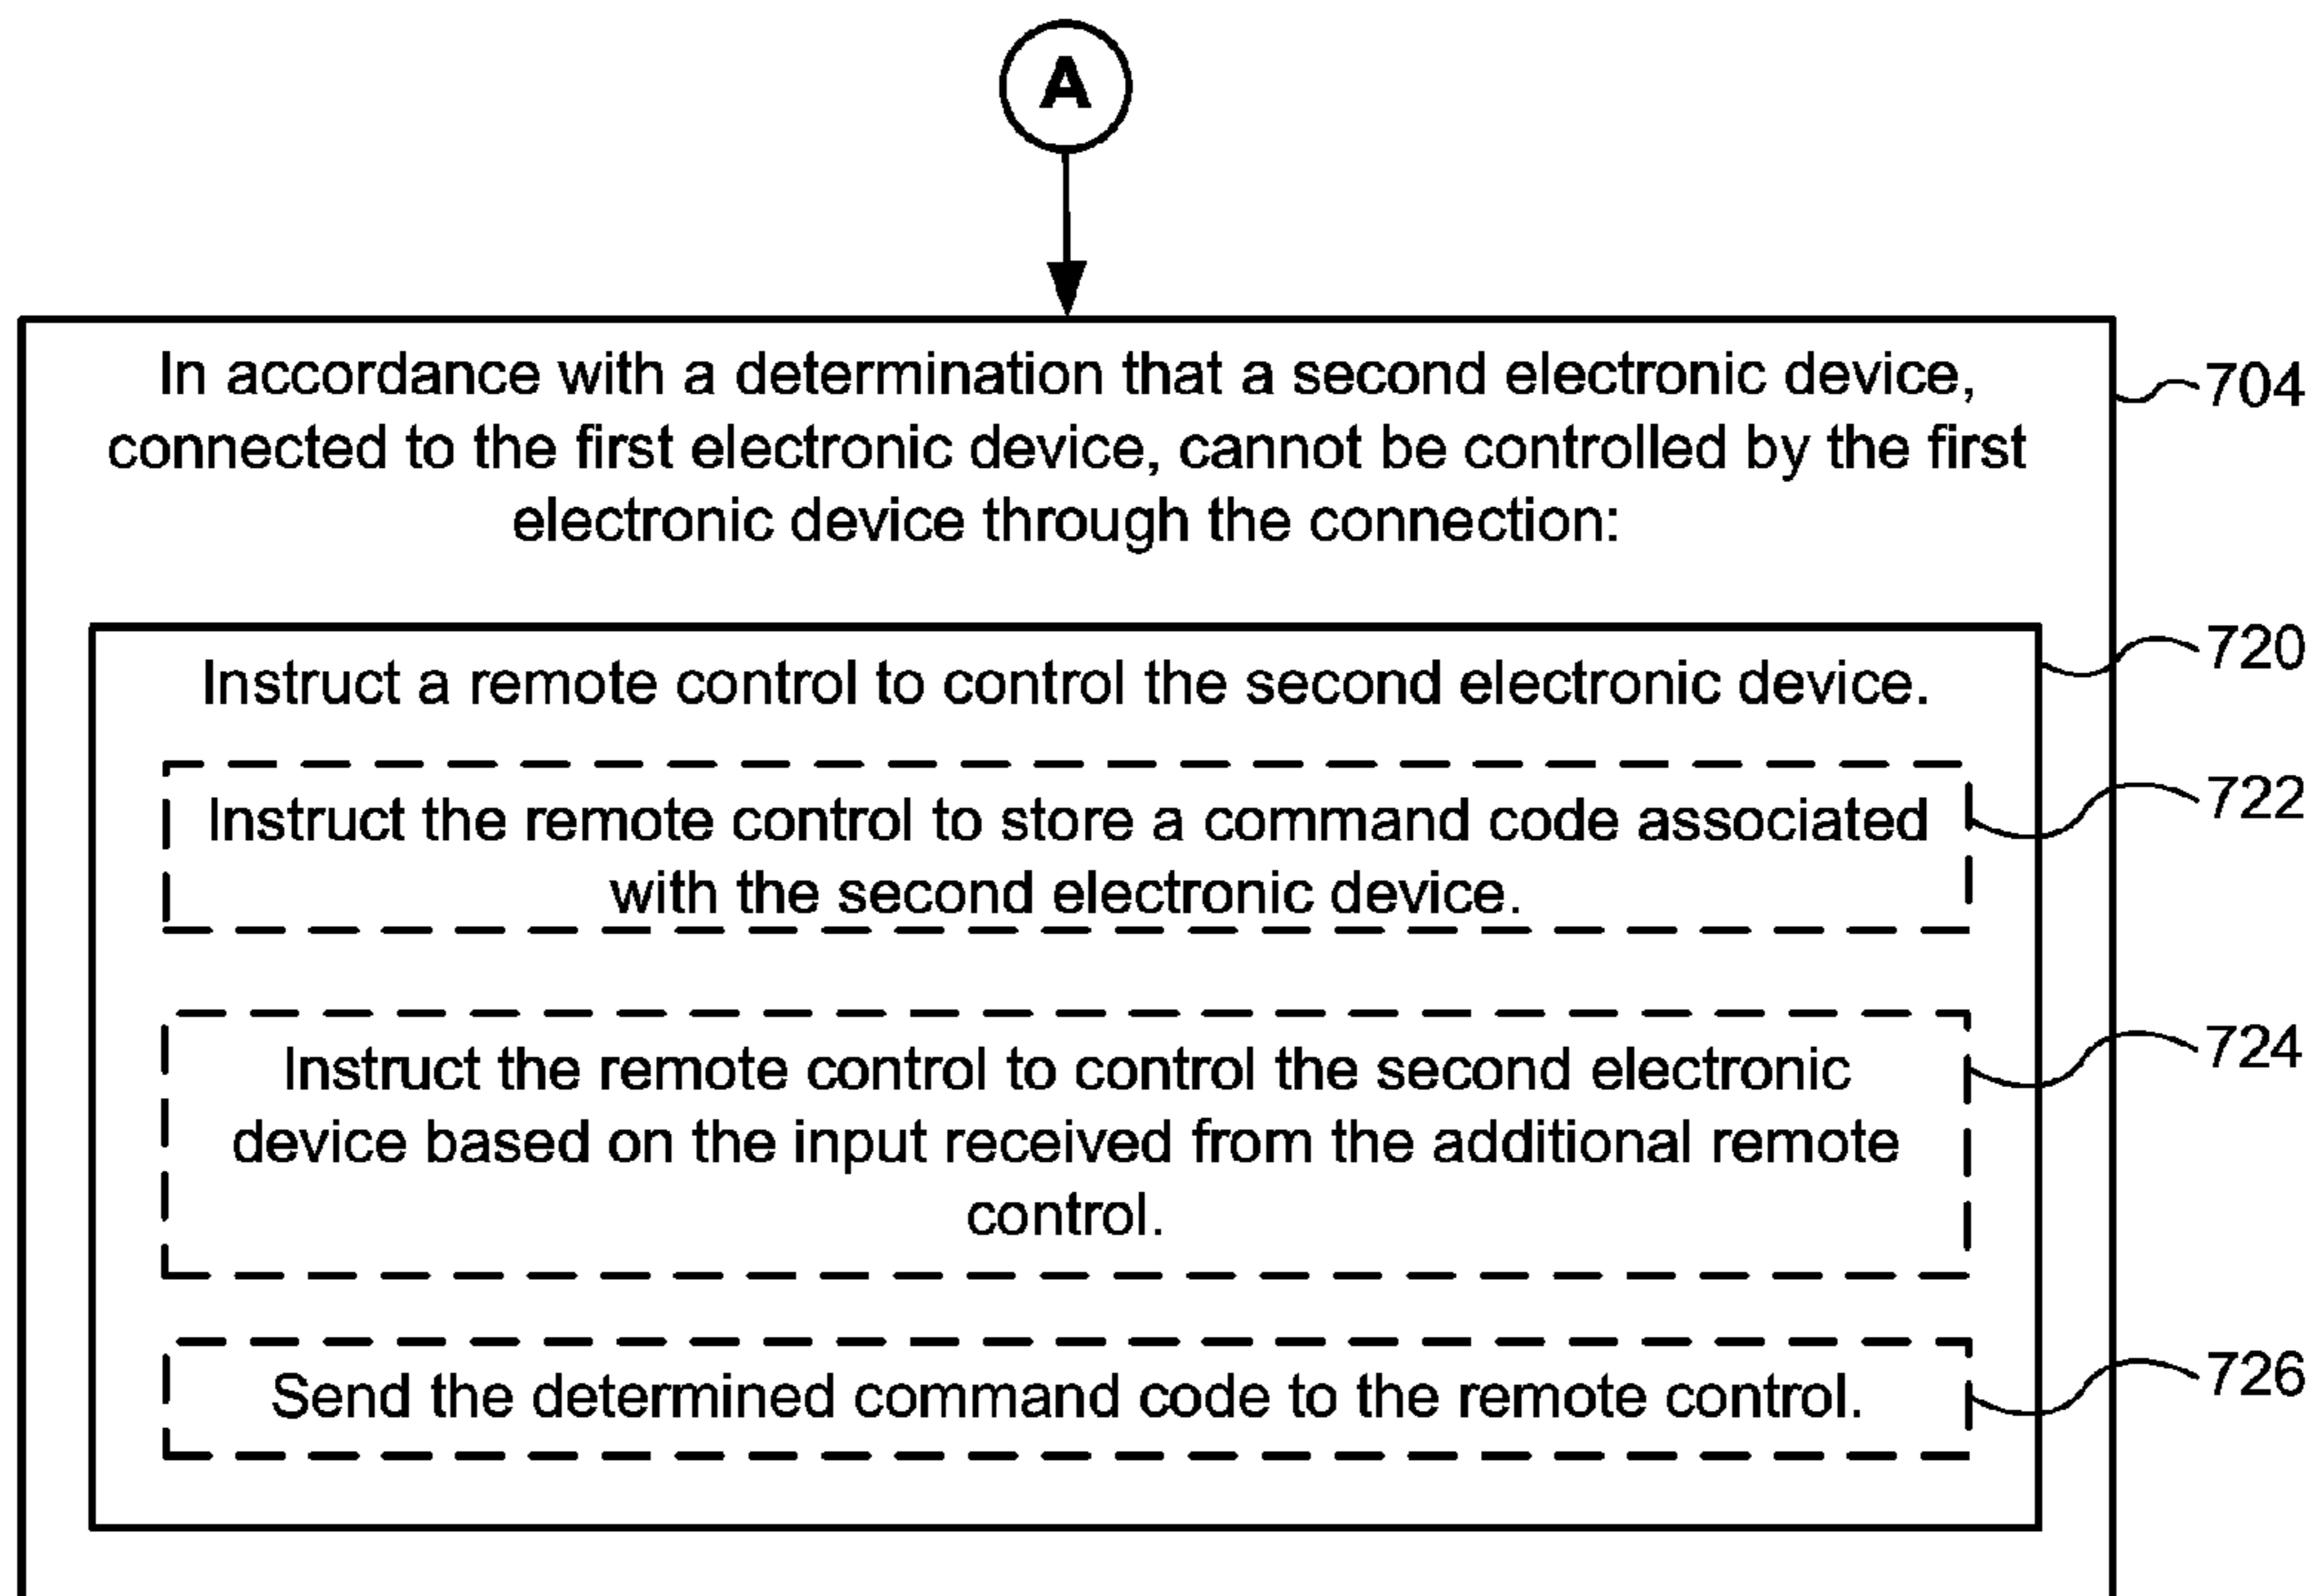 A
In accordance with a determination that a second electronic device,
connected to the first electronic device, cannot be controlled by the first
electronic device through the connection:
704
Instruct a remote control to control the second electronic device.
720
Instruct the remote control to store a command code associated
with the second electronic device.
722
Instruct the remote control to control the second electronic
device based on the input received from the additional remote
control.
724
Send the determined command code to the remote control.
726